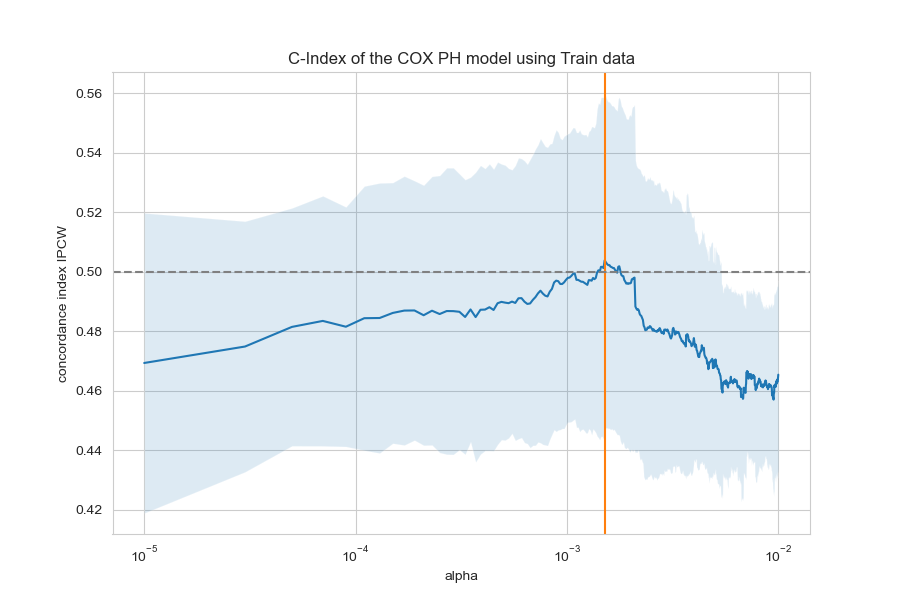 C-Index of the COX PH model using Train data
concordance index IPCW
0.56
0.54
0.52
0.50
0.48
0.46
0.44
0.42
10⁻⁵ 10⁻⁴ 10⁻³ 10⁻²
alpha